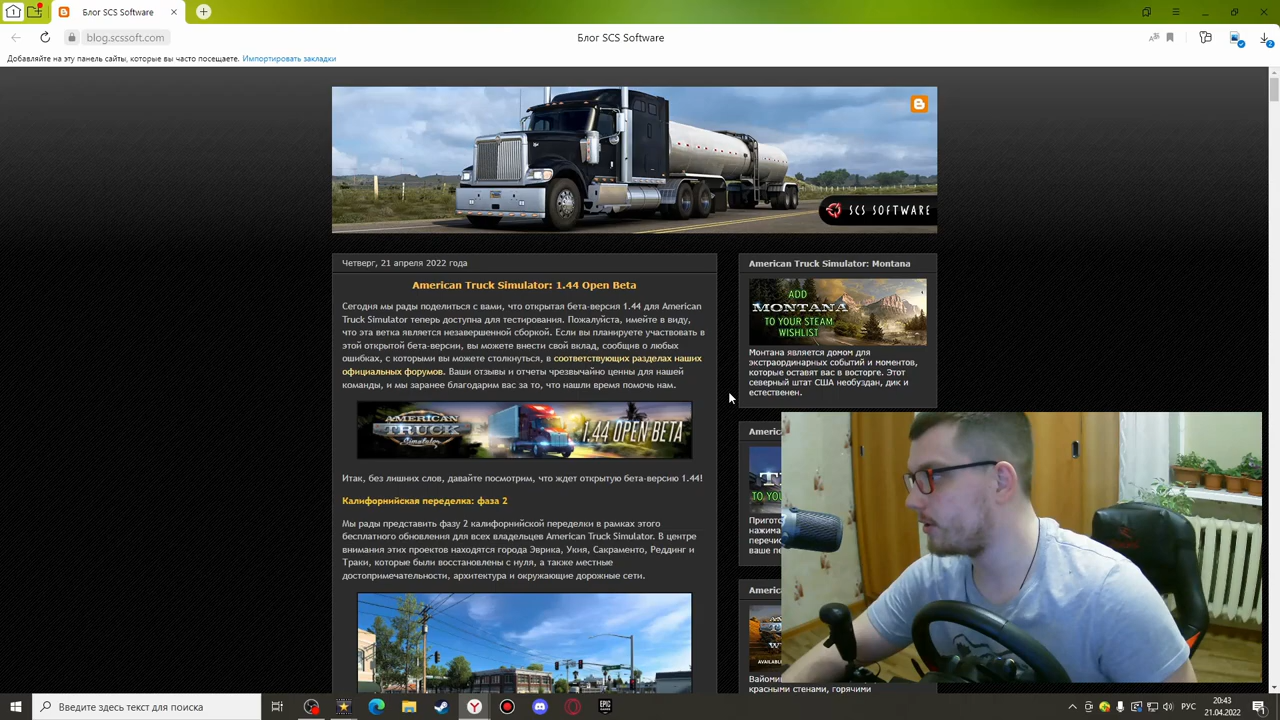 Блог SCS Software
blog.scssoft.com
Блог SCS Software
Добавляйте на эту панель сайты, которые вы часто посещаете. Импортировать закладки
SCS SOFTWARE
Четверг, 21 апреля 2022 года
American Truck Simulator: 1.44 Open Beta
Сегодня мы рады поделиться с вами, что открытая бета-версия 1.44 для American
Truck Simulator теперь доступна для тестирования. Пожалуйста, имейте в виду,
что эта ветка является незавершенной сборкой. Если вы планируете участвовать в
этой открытой бета-версии, вы можете внести свой вклад, сообщив о любых
ошибках, с которыми вы можете столкнуться, в соответствующих разделах наших
официальных форумов. Ваши отзывы и отчеты чрезвычайно ценны для нашей
команды, и мы заранее благодарим вас за то, что нашли время помочь нам.
AMERICAN
TRUCK
Simulator
1.44 OPEN BETA
Итак, без лишних слов, давайте посмотрим, что ждет открытую бета-версию 1.44!
Калифорнийская переделка: фаза 2
Мы рады представить фазу 2 калифорнийской переделки в рамках этого
бесплатного обновления для всех владельцев American Truck Simulator. В центре
внимания этих проектов находятся города Эврика, Укия, Сакраменто, Реддинг и
Траки, которые были восстановлены с нуля, а также местные
достопримечательности, архитектура и окружающие дорожные сети.
American Truck Simulator: Montana
ADD
MONTANA
TO YOUR STEAM
WISHLIST
Монтана является домом для
экстраординарных событий и моментов,
которые оставят вас в восторге. Этот
северный штат США необуздан, дик и
естественен.
Вайоми
красными стенами, горячими
Введите здесь текст для поиска
EPIC
РУС
20:43
21.04.2022